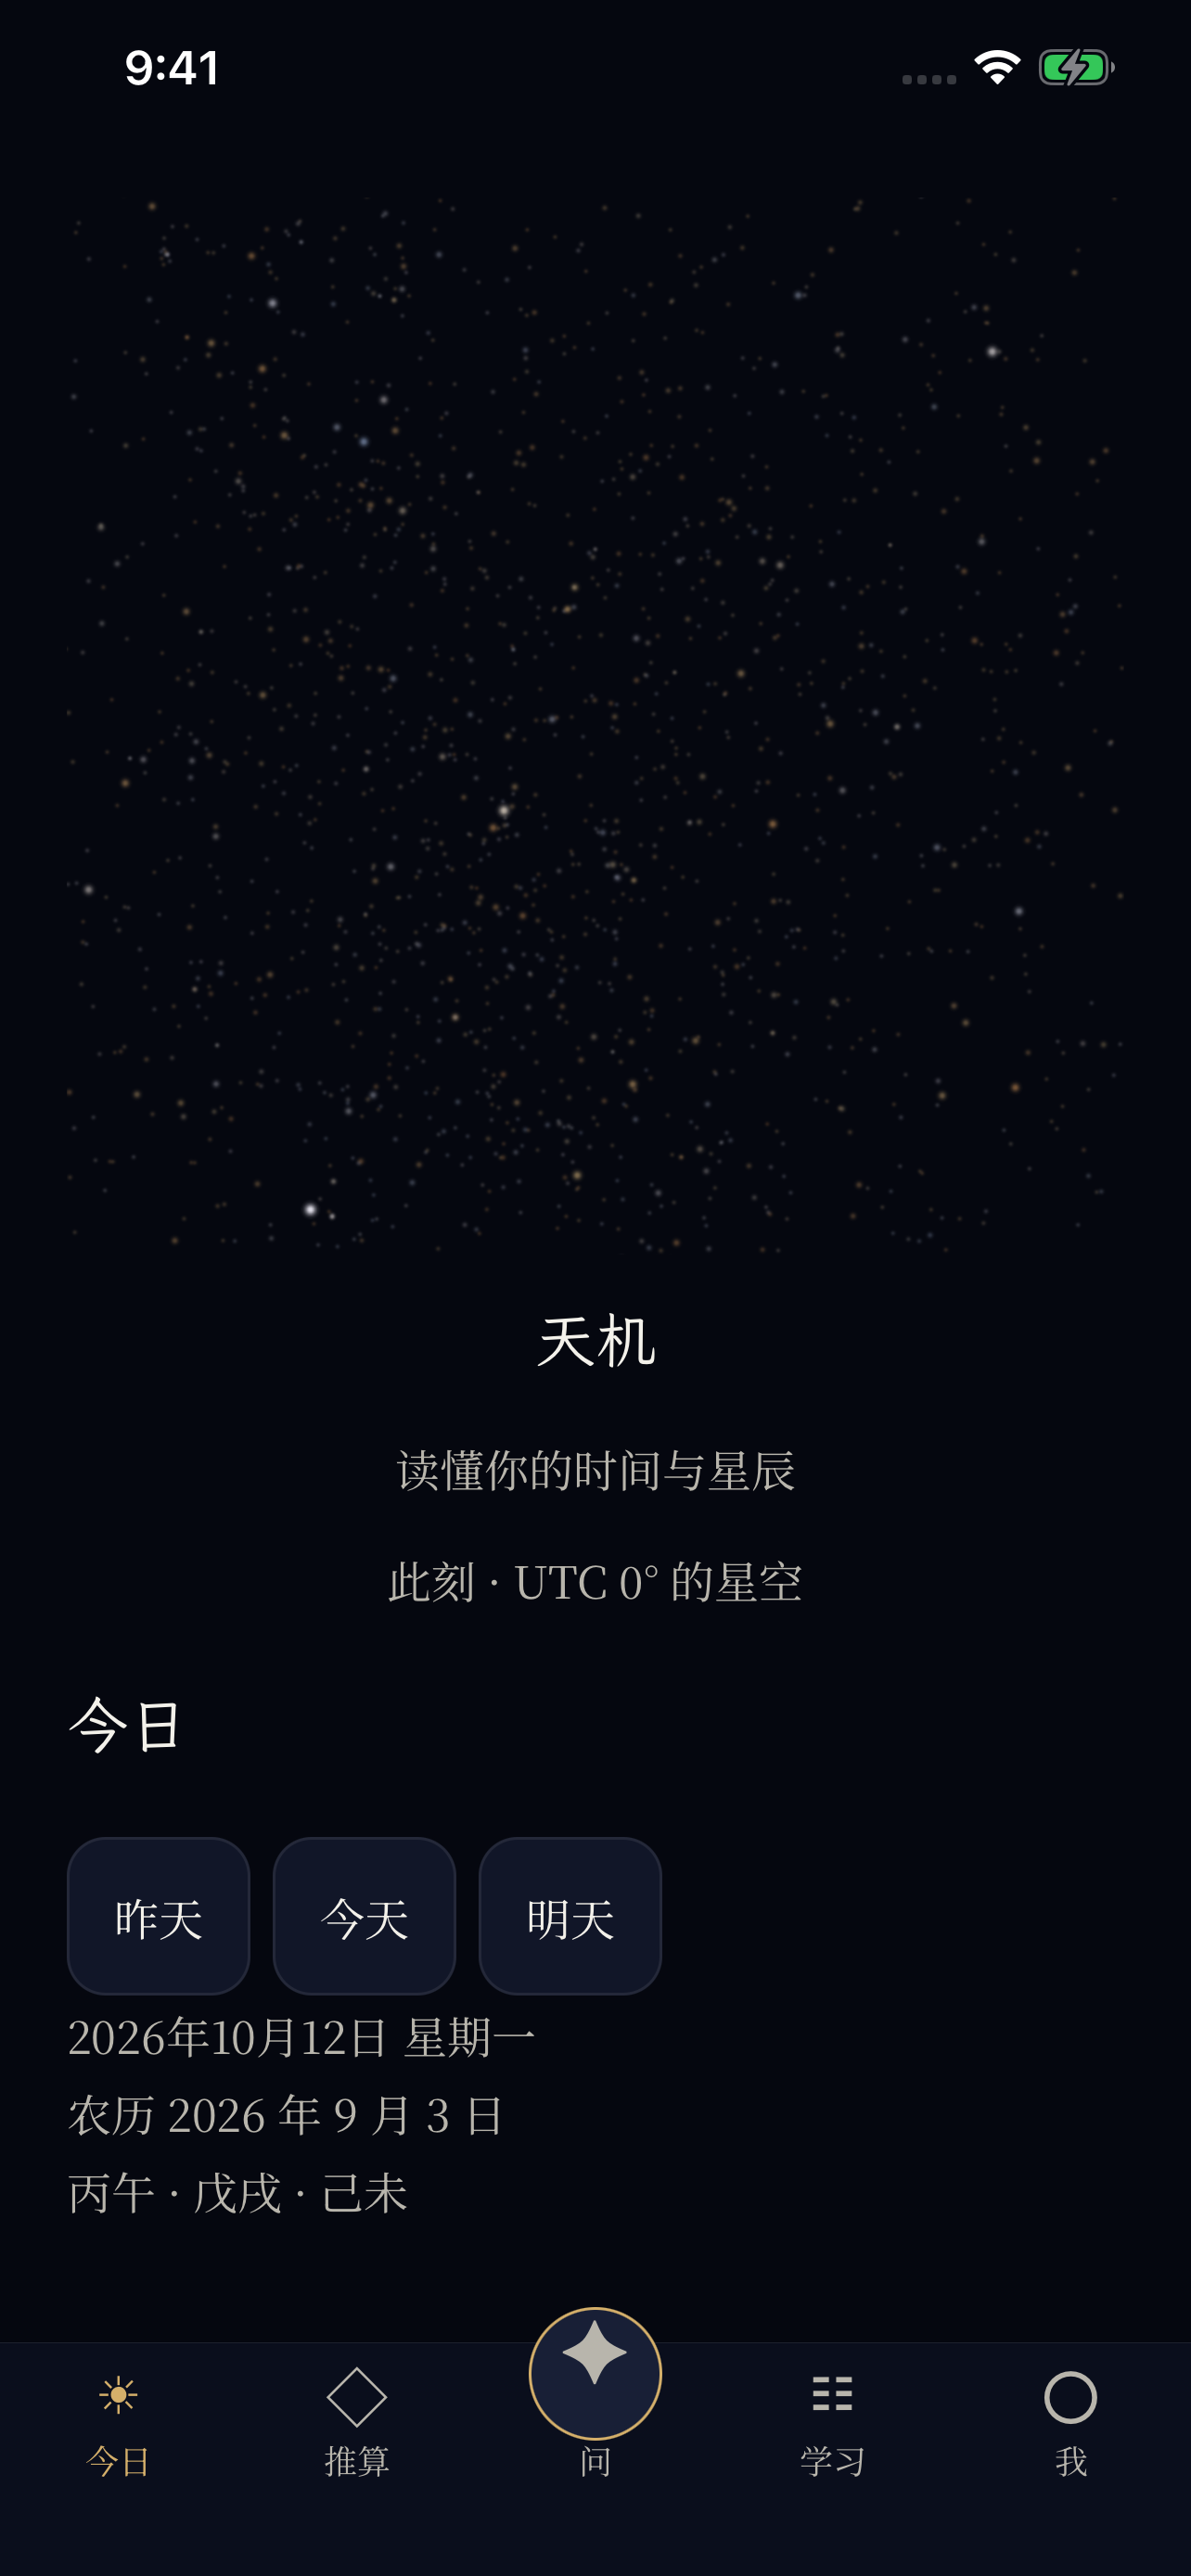 9:41
天机
读懂你的时间与星辰
此刻 · UTC 0° 的星空
今日
昨天 今天 明天
2026年10月12日 星期一
农历 2026 年 9 月 3 日
丙午 · 戊戌 · 己未
今日 推算 问 学习 我